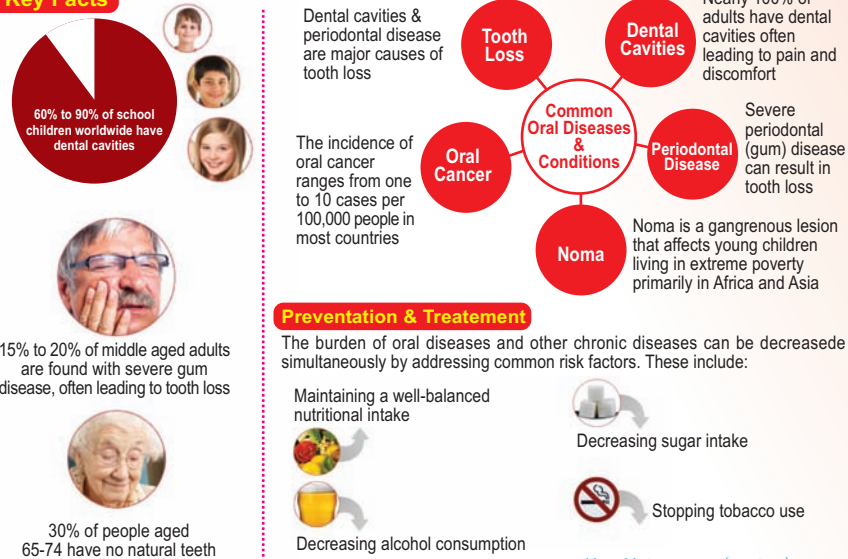 Key Facts
60% to 90% of school
children worldwide have
dental cavities
15% to 20% of middle aged adults
are found with severe gum
disease, often leading to tooth loss
30% of people aged
65-74 have no natural teeth
Dental cavities &
periodontal disease
are major causes of
tooth loss
Tooth
Loss
Dental
Cavities
Nearly 100% of
adults have dental
cavities often
leading to pain and
discomfort
Common
Oral Diseases
&
Conditions
The incidence of
oral cancer
ranges from one
to 10 cases per
100,000 people in
most countries
Oral
Cancer
Periodontal
Disease
Severe
periodontal
(gum) disease
can result in
tooth loss
Noma
Noma is a gangrenous lesion
that affects young children
living in extreme poverty
primarily in Africa and Asia
Preventation & Treatement
The burden of oral diseases and other chronic diseases can be decreasede
simultaneously by addressing common risk factors. These include:
Maintaining a well-balanced
nutritional intake
Decreasing sugar intake
Stopping tobacco use
Decreasing alcohol consumption